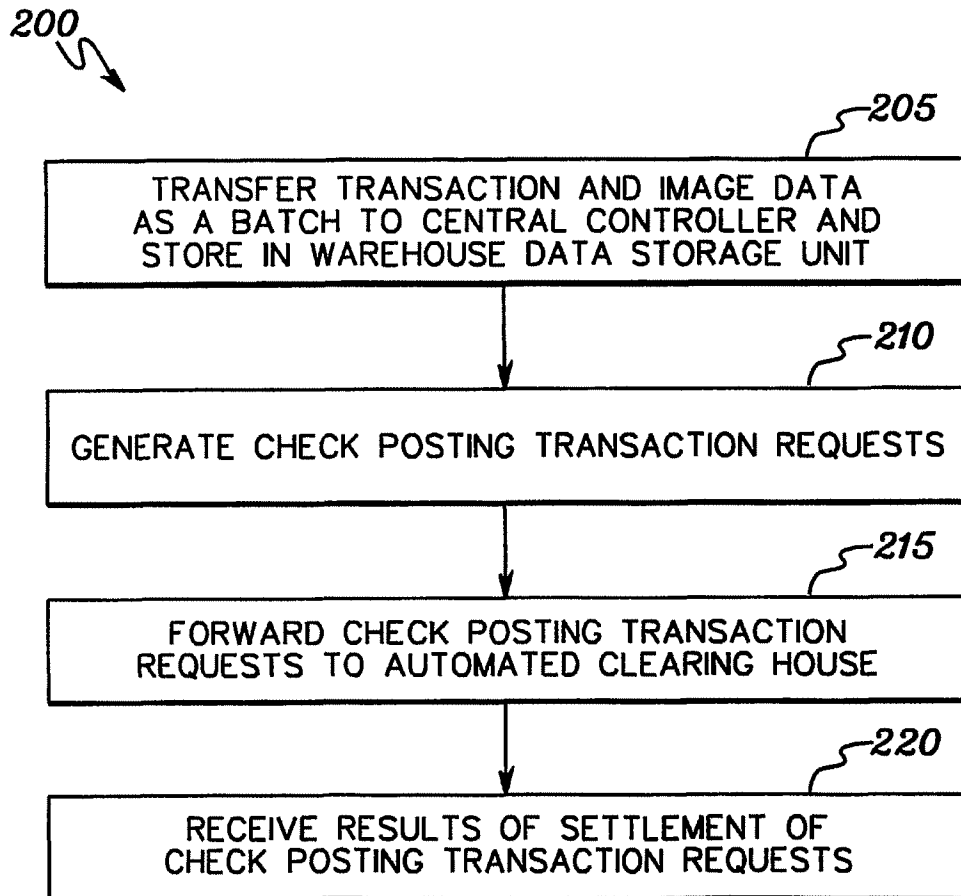 200
205
TRANSFER TRANSACTION AND IMAGE DATA
AS A BATCH TO CENTRAL CONTROLLER AND
STORE IN WAREHOUSE DATA STORAGE UNIT
210
GENERATE CHECK POSTING TRANSACTION REQUESTS
215
FORWARD CHECK POSTING TRANSACTION
REQUESTS TO AUTOMATED CLEARING HOUSE
220
RECEIVE RESULTS OF SETTLEMENT OF
CHECK POSTING TRANSACTION REQUESTS